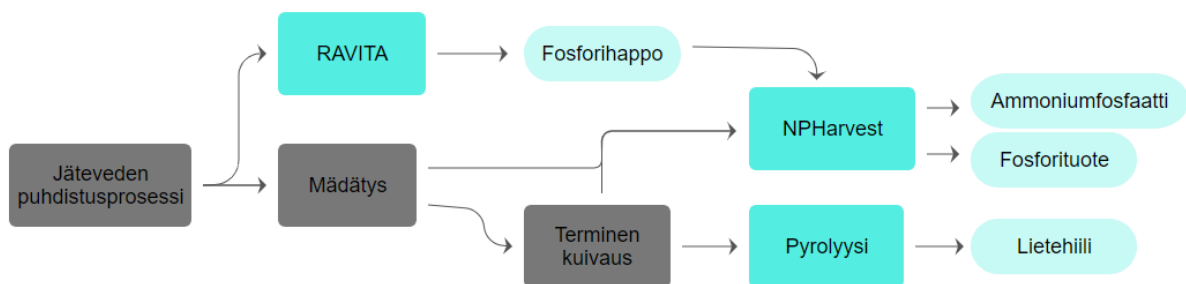 RAVITA
Fosforihappo
Ammoniumfosfaatti
NPHarvest
Fosforituote
Jäteveden
puhdistusprosessi
Mädätys
Terminen
kuivaus
Pyrolyysi
Lietehiili